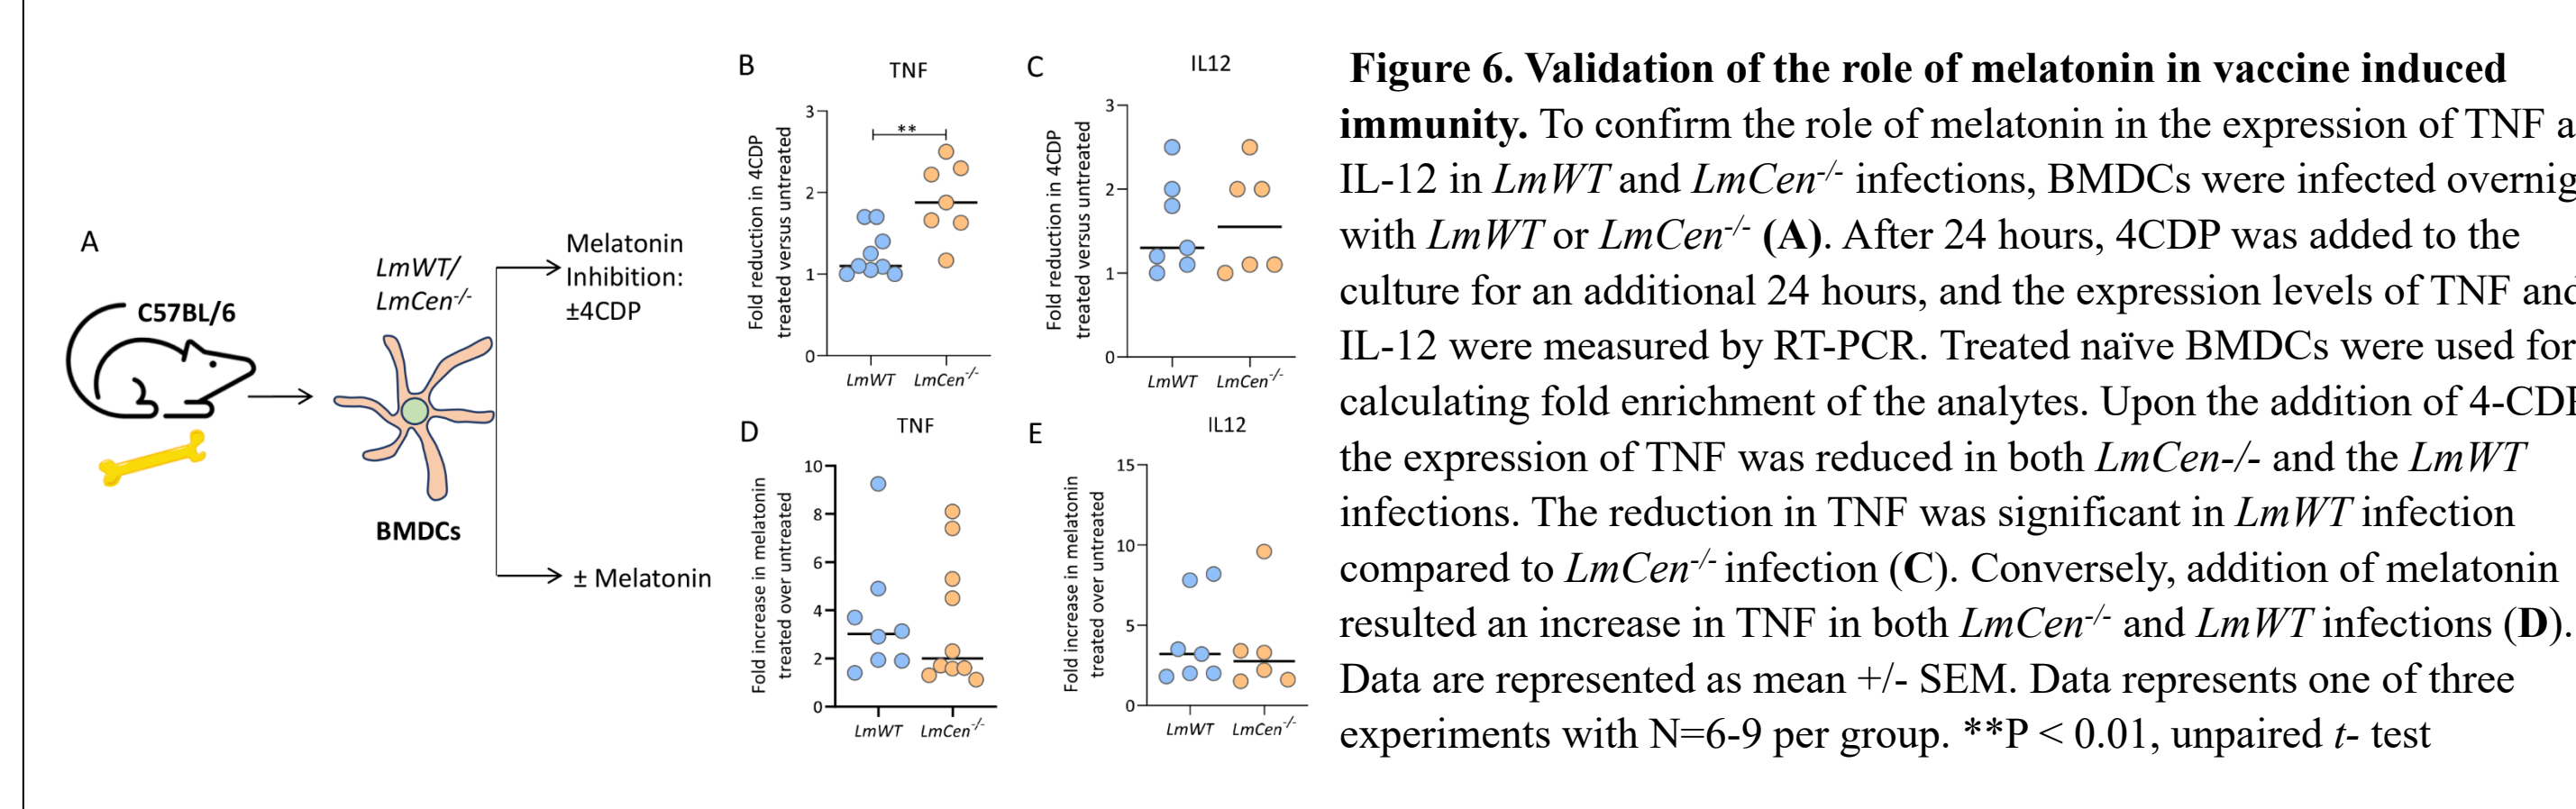 A
C57BL/6
LmWT/
LmCen-/-
BMDCs
Melatonin
Inhibition:
±4CDP
± Melatonin
B
TNF
Fold reduction in 4CDP
treated versus untreated
3
2
1
0
**
LmWT LmCen-/-
C
IL12
Fold reduction in 4CDP
treated versus untreated
3
2
1
0
LmWT LmCen-/-
D
TNF
Fold increase in melatonin
treated over untreated
10
8
6
4
2
0
LmWT LmCen-/-
E
IL12
Fold increase in melatonin
treated over untreated
15
10
5
0
LmWT LmCen-/-
Figure 6. Validation of the role of melatonin in vaccine induced
immunity. To confirm the role of melatonin in the expression of TNF a
IL-12 in LmWT and LmCen-/- infections, BMDCs were infected overnig
with LmWT or LmCen-/- (A). After 24 hours, 4CDP was added to the
culture for an additional 24 hours, and the expression levels of TNF and
IL-12 were measured by RT-PCR. Treated naïve BMDCs were used for
calculating fold enrichment of the analytes. Upon the addition of 4-CDP
the expression of TNF was reduced in both LmCen-/- and the LmWT
infections. The reduction in TNF was significant in LmWT infection
compared to LmCen-/- infection (C). Conversely, addition of melatonin
resulted an increase in TNF in both LmCen-/- and LmWT infections (D).
Data are represented as mean +/- SEM. Data represents one of three
experiments with N=6-9 per group. **P < 0.01, unpaired t- test